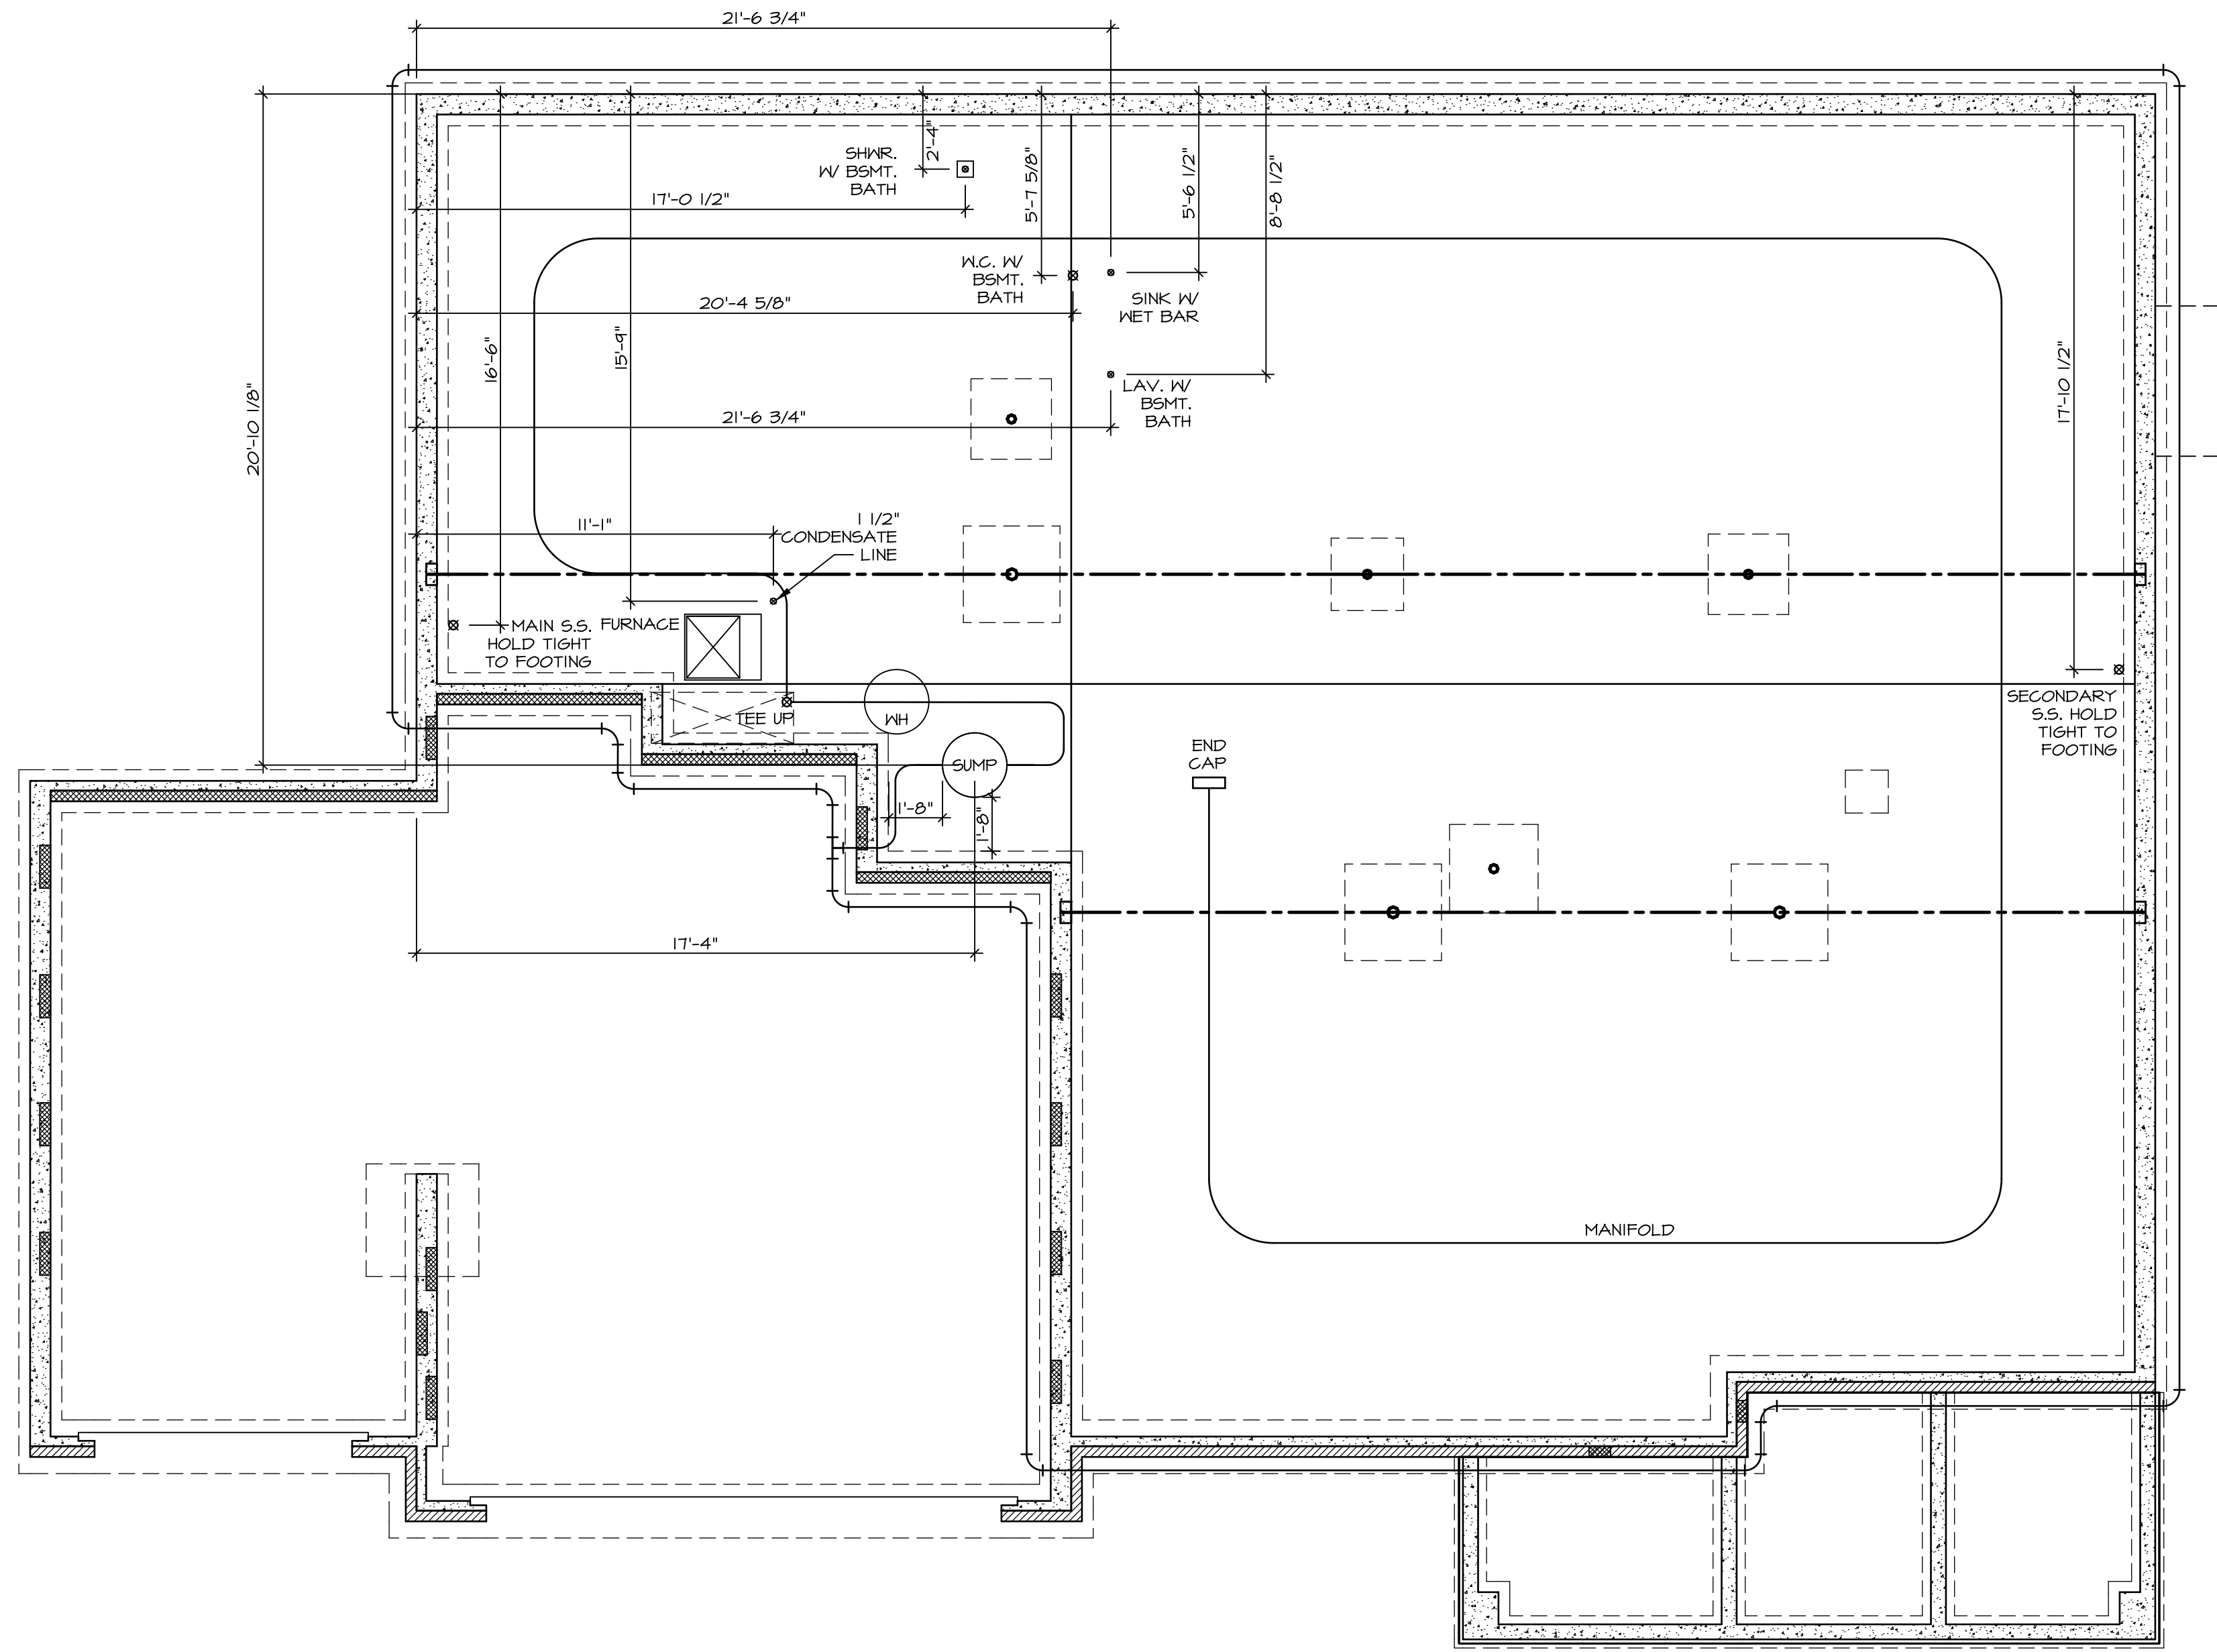 21'-6 3/4"
2'-4"
SHWR.
W/ BSMT.
BATH
17'-0 1/2"
5'-7 5/8"
5'-6 1/2"
8'-8 1/2"
W.C. W/
BSMT.
BATH
SINK W/
WET BAR
20'-4 5/8"
16'-6"
15'-9"
17'-10 1/2"
20'-10 1/8"
LAV. W/
BSMT.
BATH
21'-6 3/4"
11'-1"
1 1/2"
CONDENSATE
LINE
MAIN S.S.
HOLD TIGHT
TO FOOTING
FURNACE
TEE UP
WH
SUMP
SECONDARY
S.S. HOLD
TIGHT TO
FOOTING
END
CAP
1'-8"
1'-8"
17'-4"
MANIFOLD